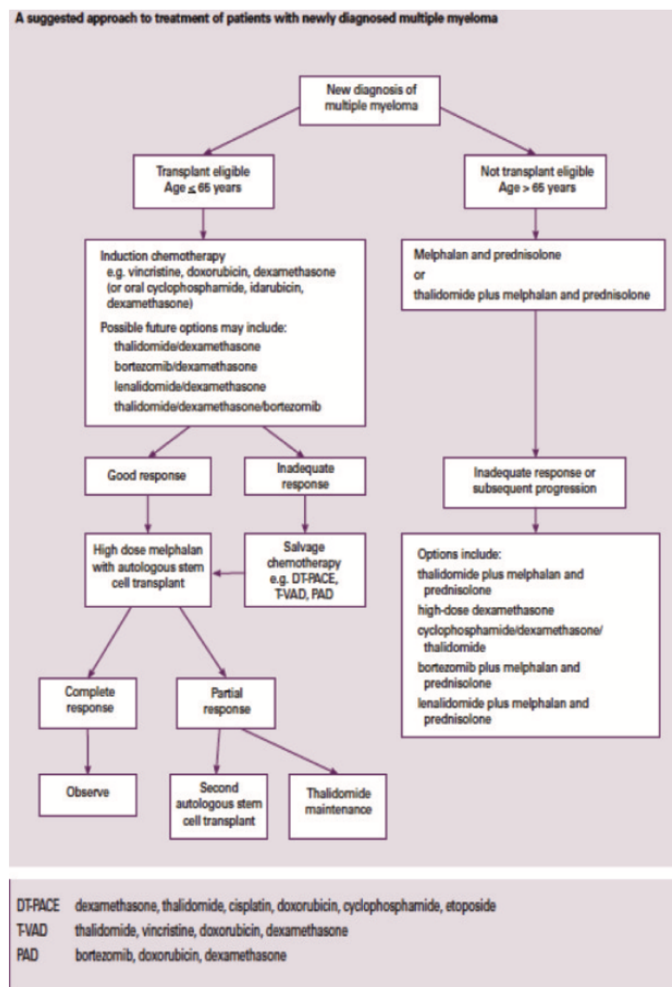 A suggested approach to treatment of patients with newly diagnosed multiple myeloma
New diagnosis of
multiple myeloma
Transplant eligible
Age ≤ 65 years
Not transplant eligible
Age > 65 years
Induction chemotherapy
e.g. vincristine, doxorubicin, dexamethasone
(or oral cyclophosphamide, idarubicin,
dexamethasone)
Possible future options may include:
thalidomide/dexamethasone
bortezomib/dexamethasone
lenalidomide/dexamethasone
thalidomide/dexamethasone/bortezomib
Melphalan and prednisolone
or
thalidomide plus melphalan and prednisolone
Good response
Inadequate
response
Inadequate response or
subsequent progression
High dose melphalan
with autologous stem
cell transplant
Salvage
chemotherapy
e.g. DT-PACE,
T-VAD, PAD
Options include:
thalidomide plus melphalan and
prednisolone
high-dose dexamethasone
cyclophosphamide/dexamethasone/
thalidomide
bortezomib plus melphalan and
prednisolone
lenalidomide plus melphalan and
prednisolone
Complete
response
Partial
response
Observe
Second
autologous stem
cell transplant
Thalidomide
maintenance
DT-PACE dexamethasone, thalidomide, cisplatin, doxorubicin, cyclophosphamide, etoposide
T-VAD thalidomide, vincristine, doxorubicin, dexamethasone
PAD bortezomib, doxorubicin, dexamethasone